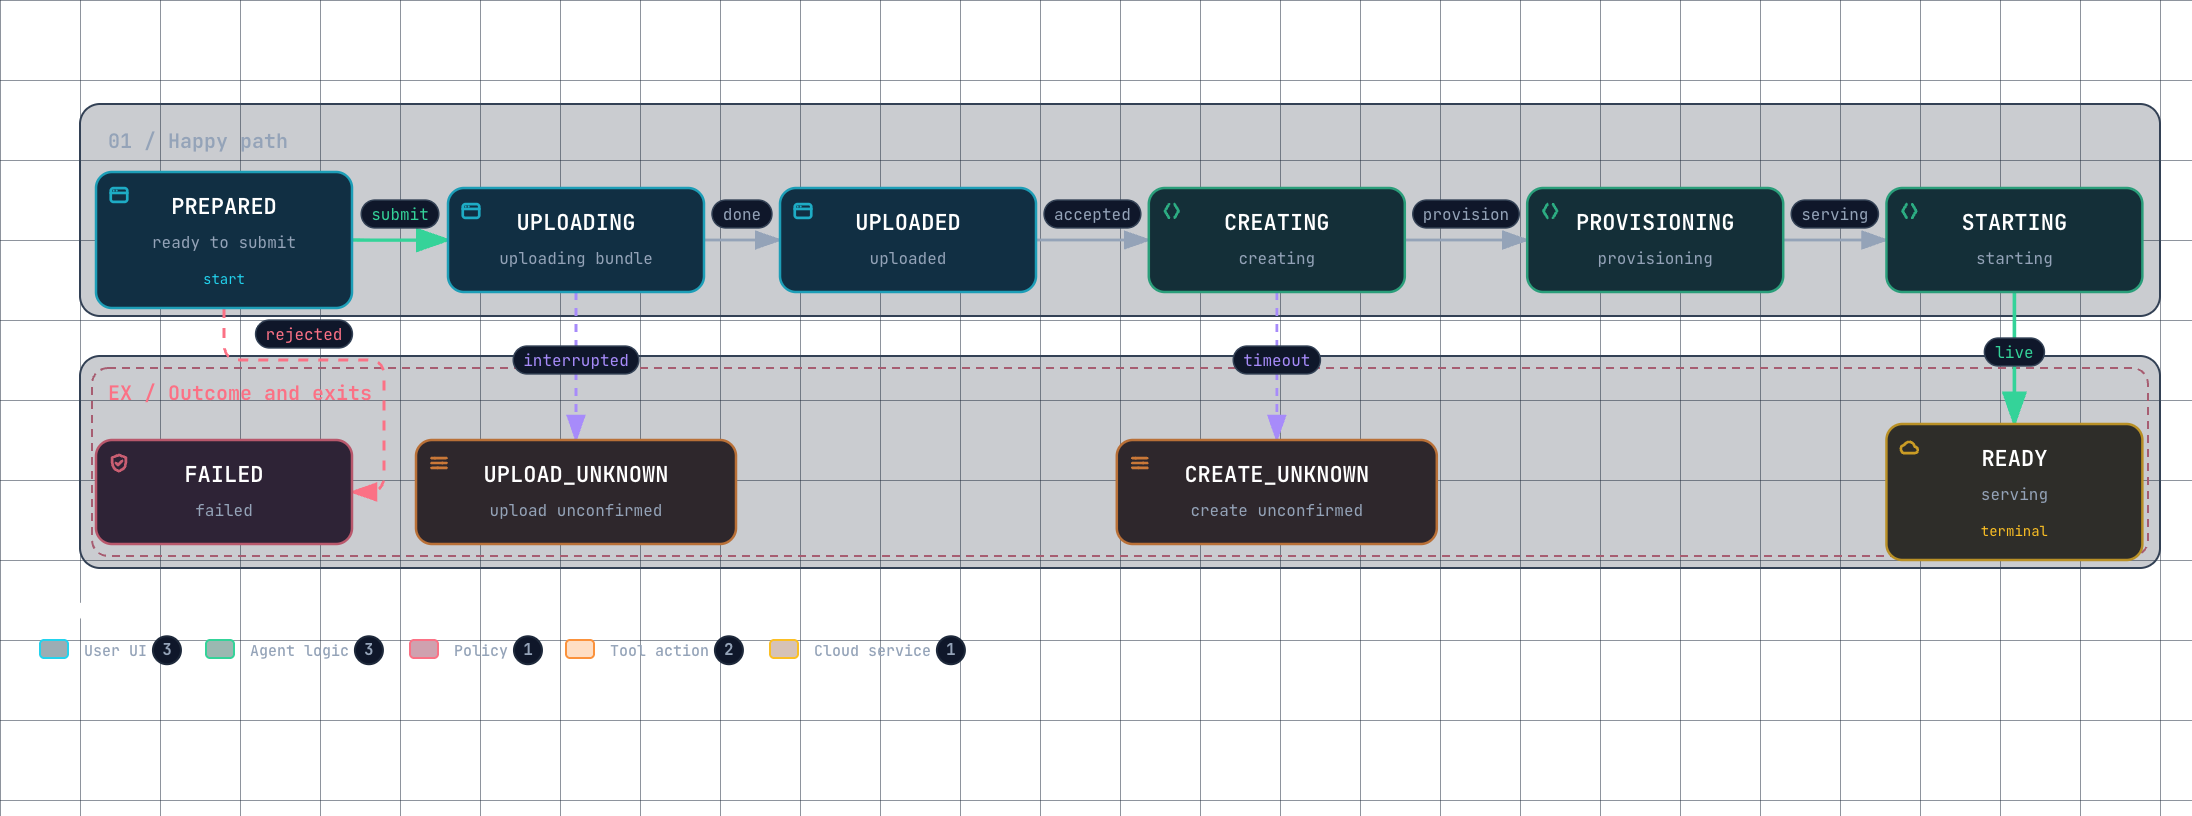 01 / Happy path
PREPARED
ready to submit
start
submit
UPLOADING
uploading bundle
done
UPLOADED
uploaded
accepted
CREATING
creating
provision
PROVISIONING
provisioning
serving
STARTING
starting
rejected
interrupted
timeout
live
EX / Outcome and exits
FAILED
failed
UPLOAD_UNKNOWN
upload unconfirmed
CREATE_UNKNOWN
create unconfirmed
READY
serving
terminal
User UI 3
Agent logic 3
Policy 1
Tool action 2
Cloud service 1